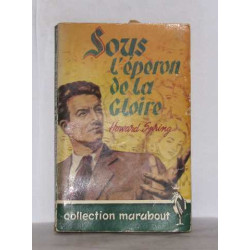 Sous
l'éperon
de la
Gloire
Howard Spring
collection marabout